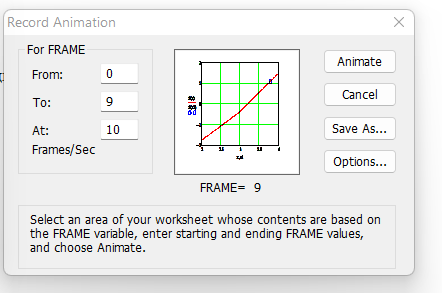 Record Animation
For FRAME
From: 0
To: 9
At: 10
Frames/Sec
Animate
Cancel
Save As...
Options...
FRAME= 9
Select an area of your worksheet whose contents are based on
the FRAME variable, enter starting and ending FRAME values,
and choose Animate.